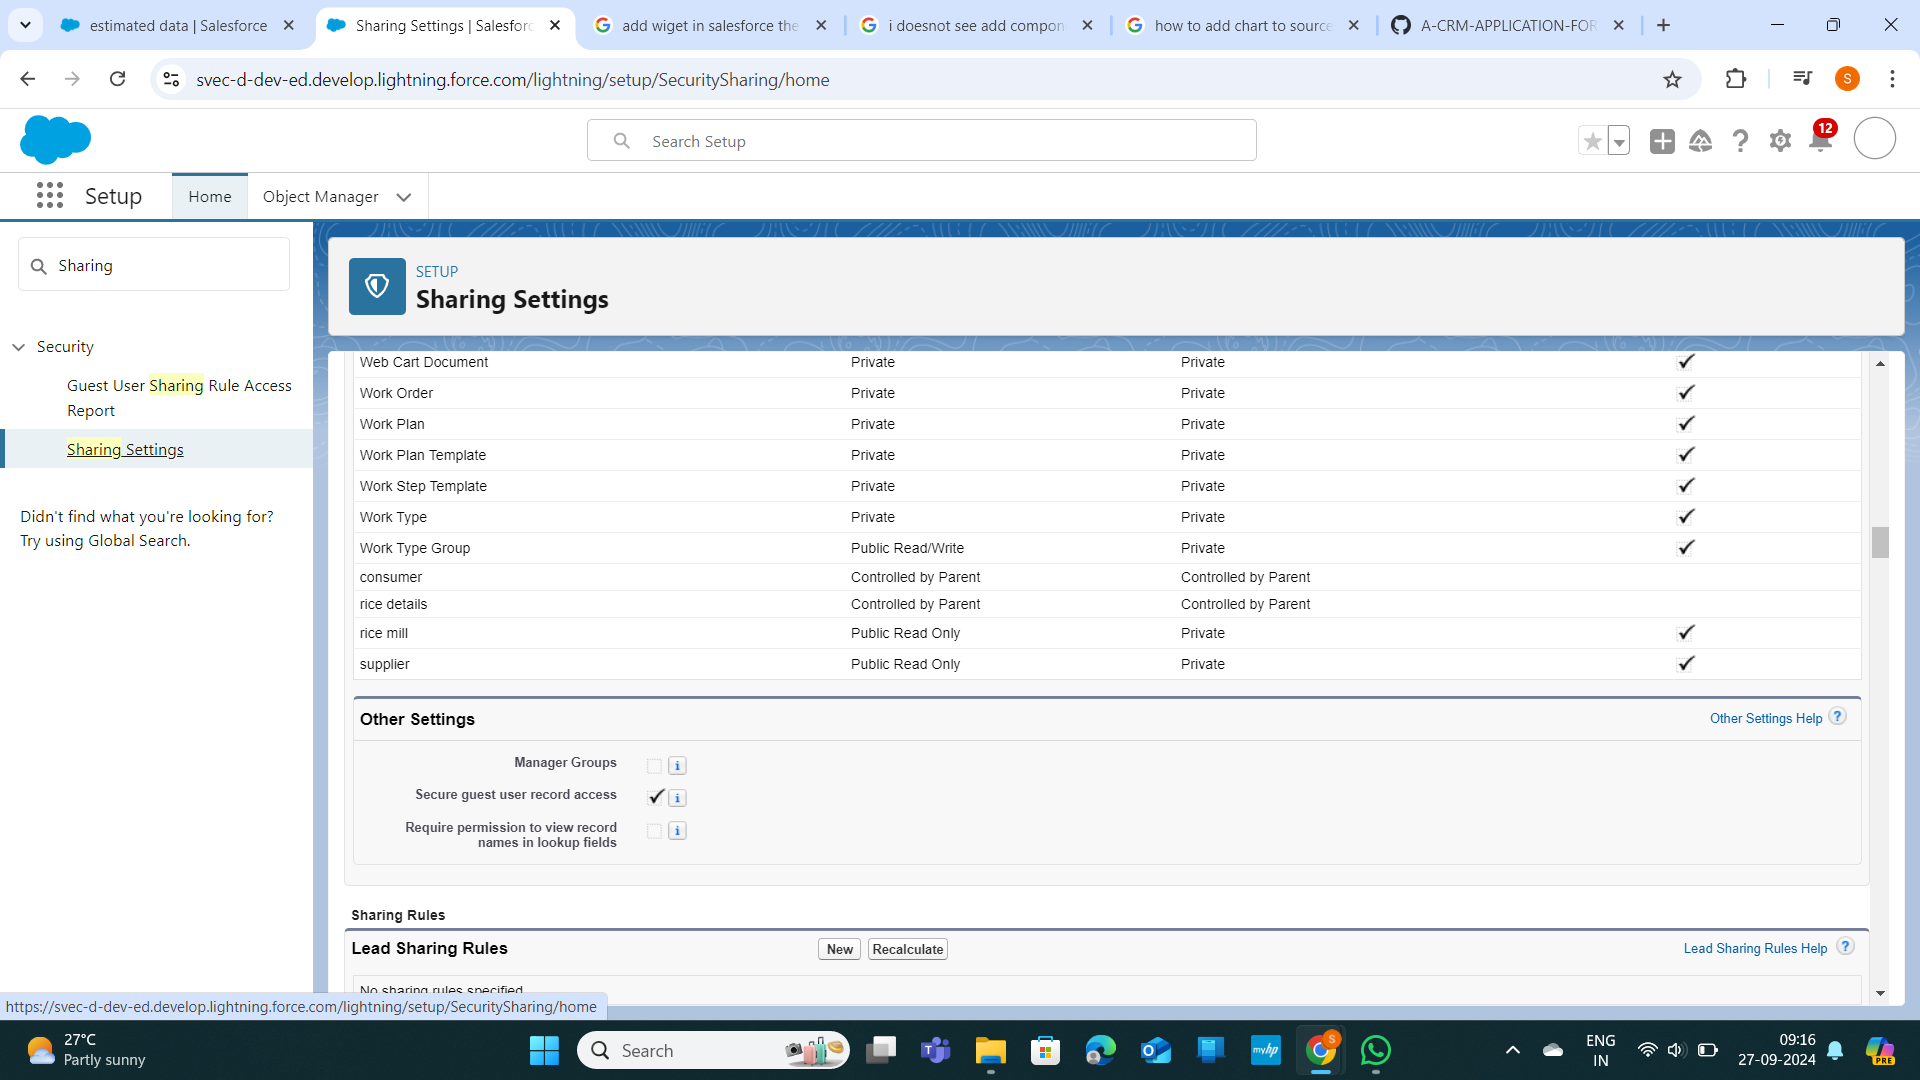 estimated data | Salesforce
Sharing Settings | Salesforc
add wiget in salesforce the
i doesnot see add compon
how to add chart to source
A-CRM-APPLICATION-FOR
svec-d-dev-ed.develop.lightning.force.com/lightning/setup/SecuritySharing/home
S
Search Setup
12
Setup
Home
Object Manager
Sharing
Security
Guest User Sharing Rule Access
Report
Sharing Settings
Didn't find what you're looking for?
Try using Global Search.
SETUP
Sharing Settings
Web Cart Document Private Private
Work Order Private Private
Work Plan Private Private
Work Plan Template Private Private
Work Step Template Private Private
Work Type Private Private
Work Type Group Public Read/Write Private
consumer Controlled by Parent Controlled by Parent
rice details Controlled by Parent Controlled by Parent
rice mill Public Read Only Private
supplier Public Read Only Private
Other Settings
Other Settings Help ?
Manager Groups i
Secure guest user record access i
Require permission to view record
names in lookup fields i
Sharing Rules
Lead Sharing Rules New Recalculate Lead Sharing Rules Help ?
No sharing rules specified
https://svec-d-dev-ed.develop.lightning.force.com/lightning/setup/SecuritySharing/home
27°C
Partly sunny
Search
myhp
S
ENG
IN
09:16
27-09-2024
PRE